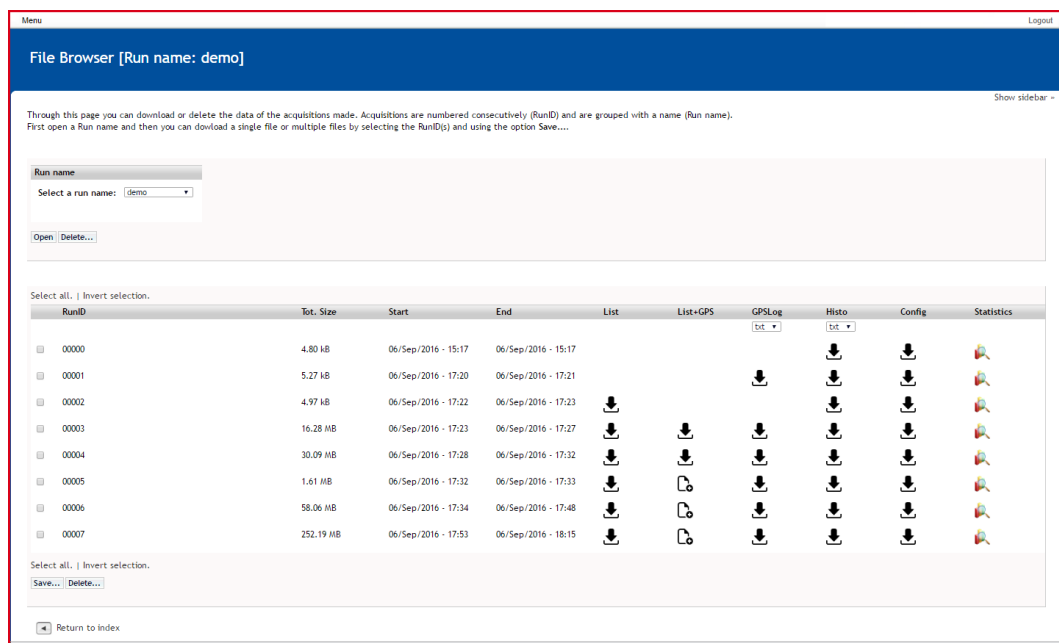 Menu Logout
File Browser [Run name: demo]
Show sidebar »
Through this page you can download or delete the data of the acquisitions made. Acquisitions are numbered consecutively (RunID) and are grouped with a name (Run name).
First open a Run name and then you can dowload a single file or multiple files by selecting the RunID(s) and using the option Save....
Run name
Select a run name: demo
Open Delete...
Select all. | Invert selection.
RunID Tot. Size Start End List List+GPS GPSLog Histo Config Statistics
txt txt
00000 4.80 kB 06/Sep/2016 - 15:17 06/Sep/2016 - 15:17
00001 5.27 kB 06/Sep/2016 - 17:20 06/Sep/2016 - 17:21
00002 4.97 kB 06/Sep/2016 - 17:22 06/Sep/2016 - 17:23
00003 16.28 MB 06/Sep/2016 - 17:23 06/Sep/2016 - 17:27
00004 30.09 MB 06/Sep/2016 - 17:28 06/Sep/2016 - 17:32
00005 1.61 MB 06/Sep/2016 - 17:32 06/Sep/2016 - 17:33
00006 58.06 MB 06/Sep/2016 - 17:34 06/Sep/2016 - 17:48
00007 252.19 MB 06/Sep/2016 - 17:53 06/Sep/2016 - 18:15
Select all. | Invert selection.
Save... Delete...
Return to index